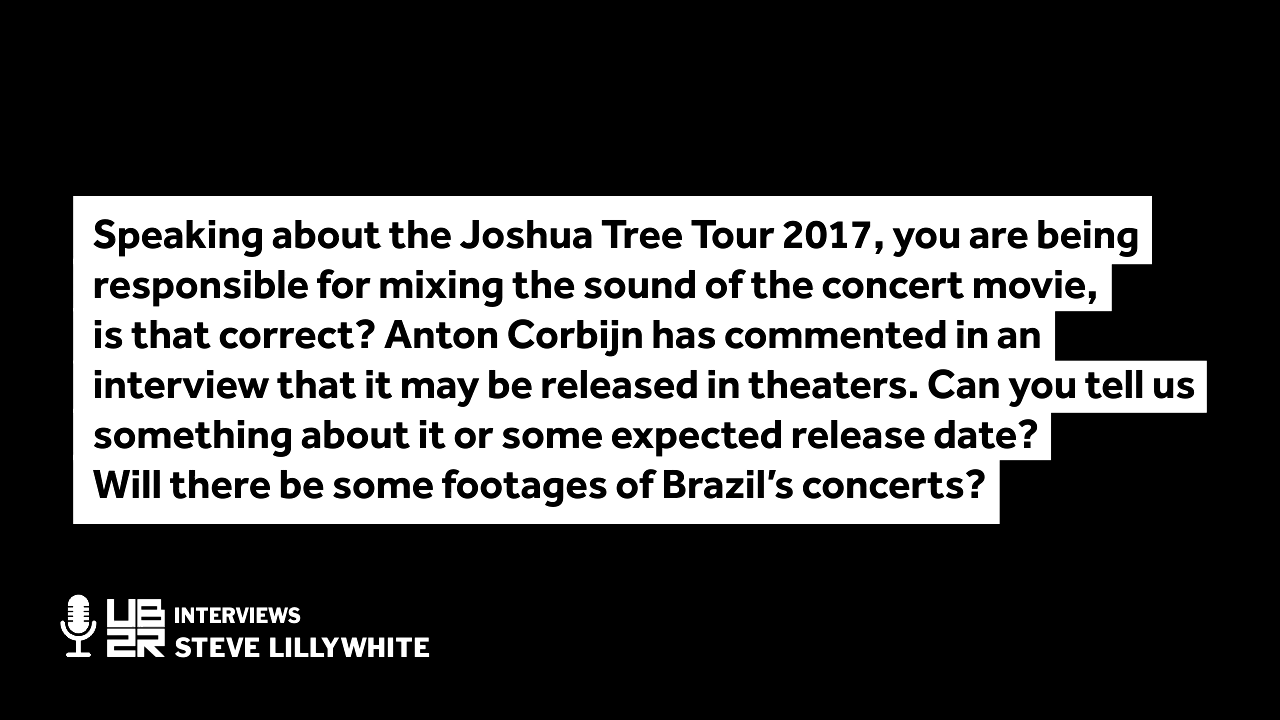 Speaking about the Joshua Tree Tour 2017, you are being
responsible for mixing the sound of the concert movie,
is that correct? Anton Corbijn has commented in an
interview that it may be released in theaters. Can you tell us
something about it or some expected release date?
Will there be some footages of Brazil's concerts?
UB
2R
INTERVIEWS
STEVE LILLYWHITE